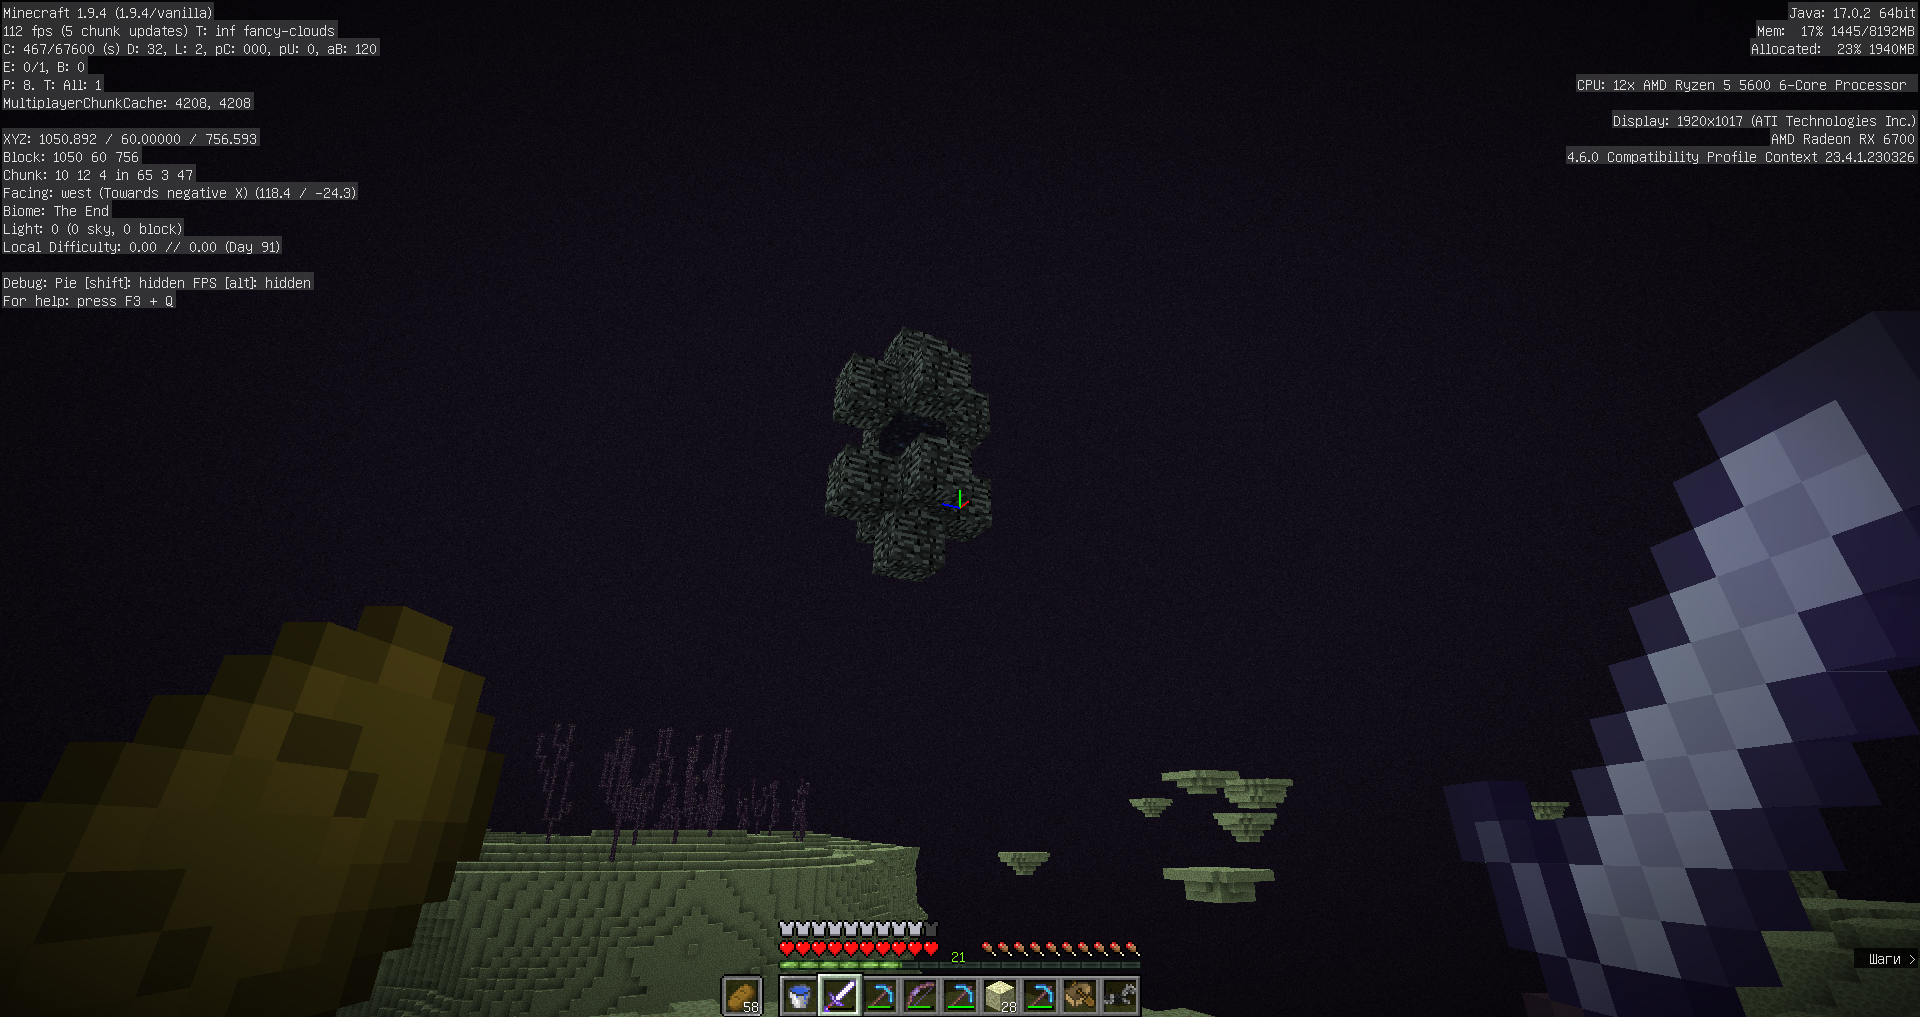 Minecraft 1.9.4 (1.9.4/vanilla)
112 fps (5 chunk updates) T: inf fancy-clouds
C: 467/67600 (s) D: 32, L: 2, pC: 000, pU: 0, aB: 120
E: 0/1, B: 0
P: 8. T: All: 1
MultiplayerChunkCache: 4208, 4208
XYZ: 1050.892 / 60.00000 / 756.593
Block: 1050 60 756
Chunk: 10 12 4 in 65 3 47
Facing: west (Towards negative X) (118.4 / -24.3)
Biome: The End
Light: 0 (0 sky, 0 block)
Local Difficulty: 0.00 // 0.00 (Day 91)
Debug: Pie [shift]: hidden FPS [alt]: hidden
For help: press F3 + Q
Java: 17.0.2 64bit
Mem: 17% 1445/8192MB
Allocated: 23% 1940MB
CPU: 12x AMD Ryzen 5 5600 6-Core Processor
Display: 1920x1017 (ATI Technologies Inc.)
AMD Radeon RX 6700
4.6.0 Compatibility Profile Context 23.4.1.230326
21
Шаги >
58
28